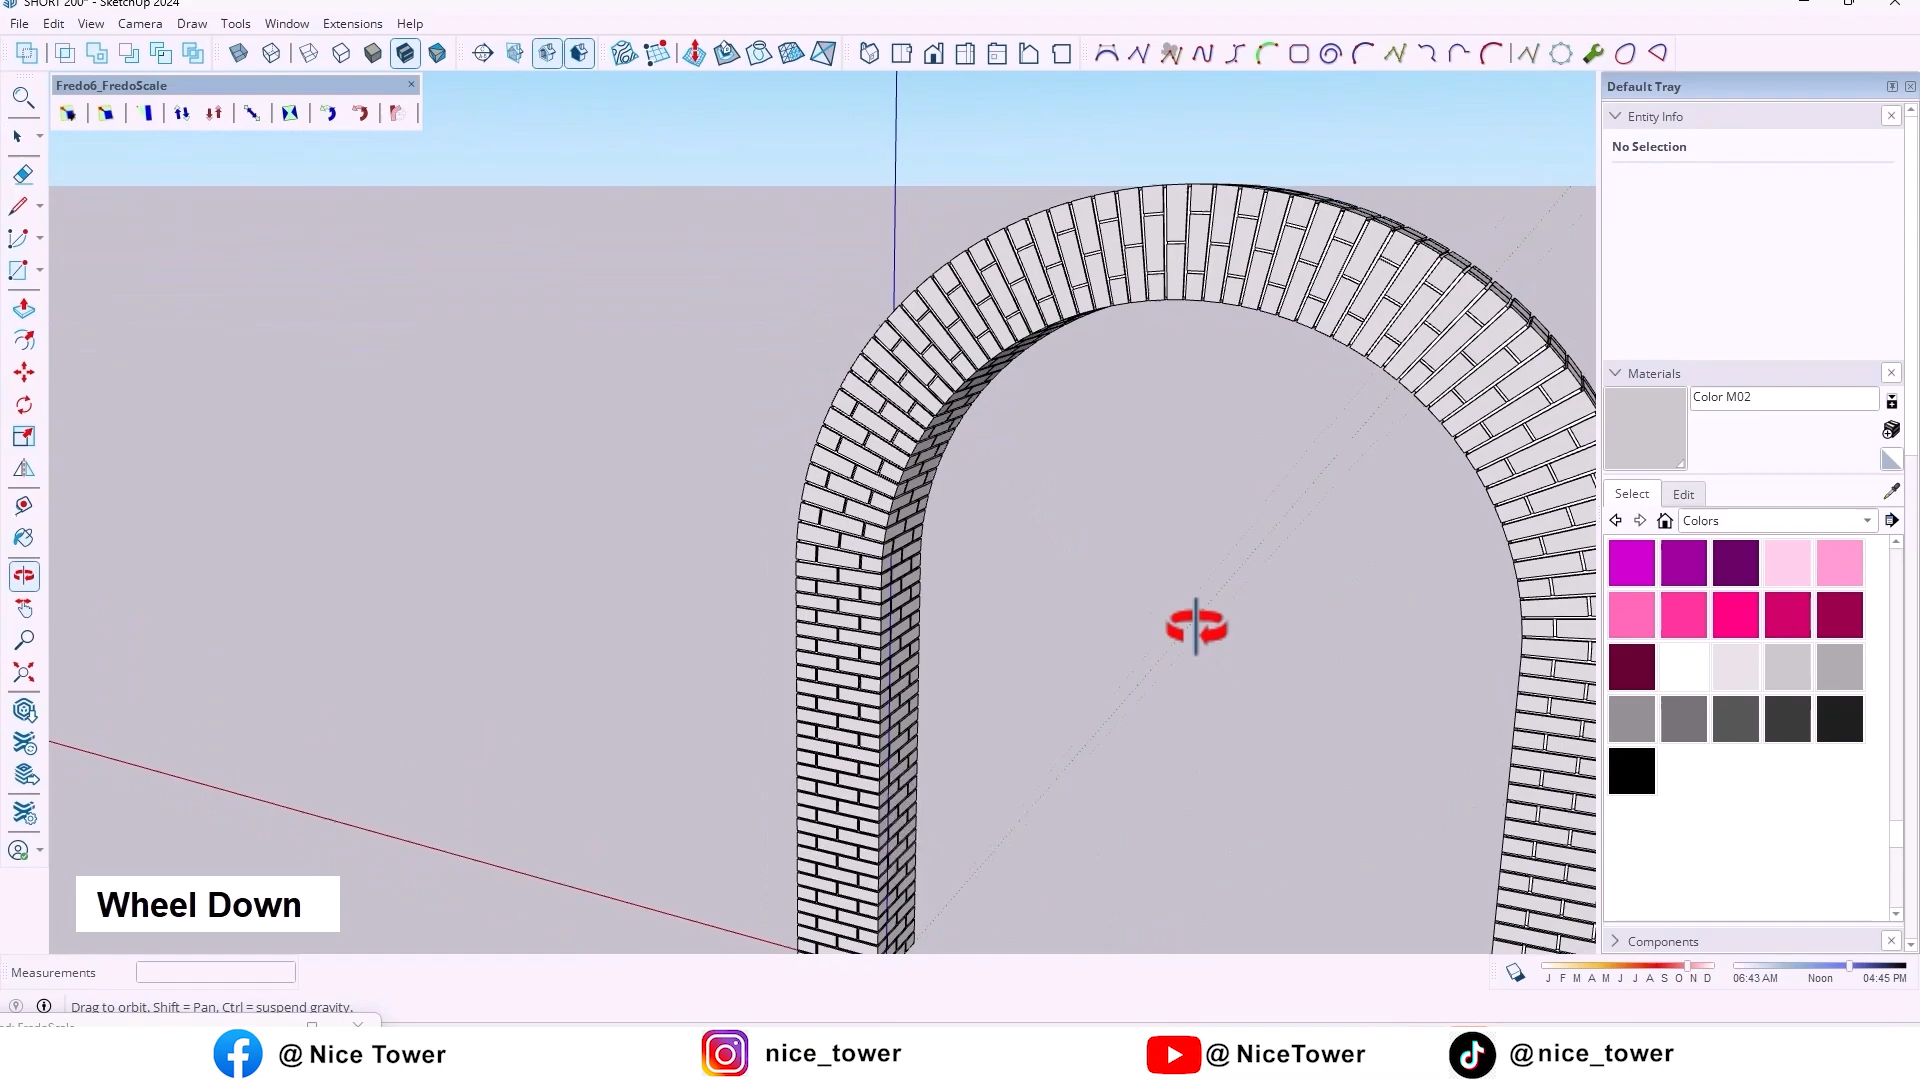 SHORT 200* - SketchUp 2024
File Edit View Camera Draw Tools Window Extensions Help
Fredo6_FredoScale
Default Tray
Entity Info
No Selection
Materials
Color M02
Select Edit
Colors
Components
Wheel Down
Measurements
J F M A M J J A S O N D
06:43 AM Noon 04:45 PM
Drag to orbit. Shift = Pan, Ctrl = suspend gravity.
@ Nice Tower
nice_tower
@ NiceTower
@nice_tower